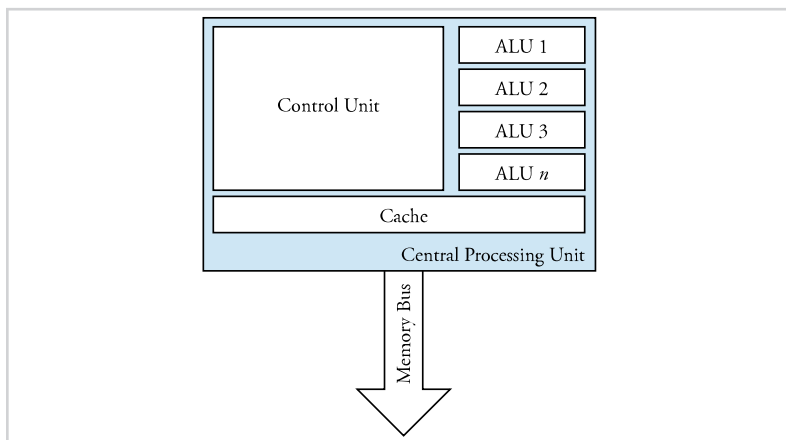 Control Unit
ALU 1
ALU 2
ALU 3
ALU n
Cache
Central Processing Unit
Memory Bus